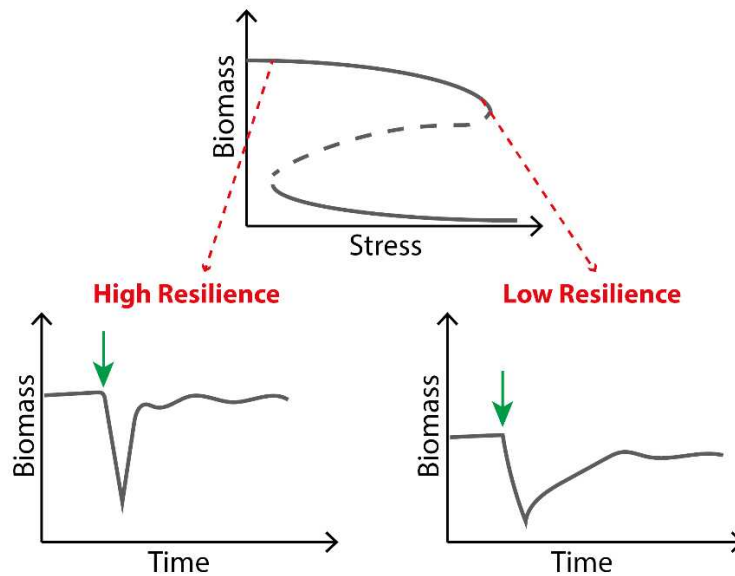 Biomass
Stress
High Resilience
Low Resilience
Biomass
Time
Biomass
Time